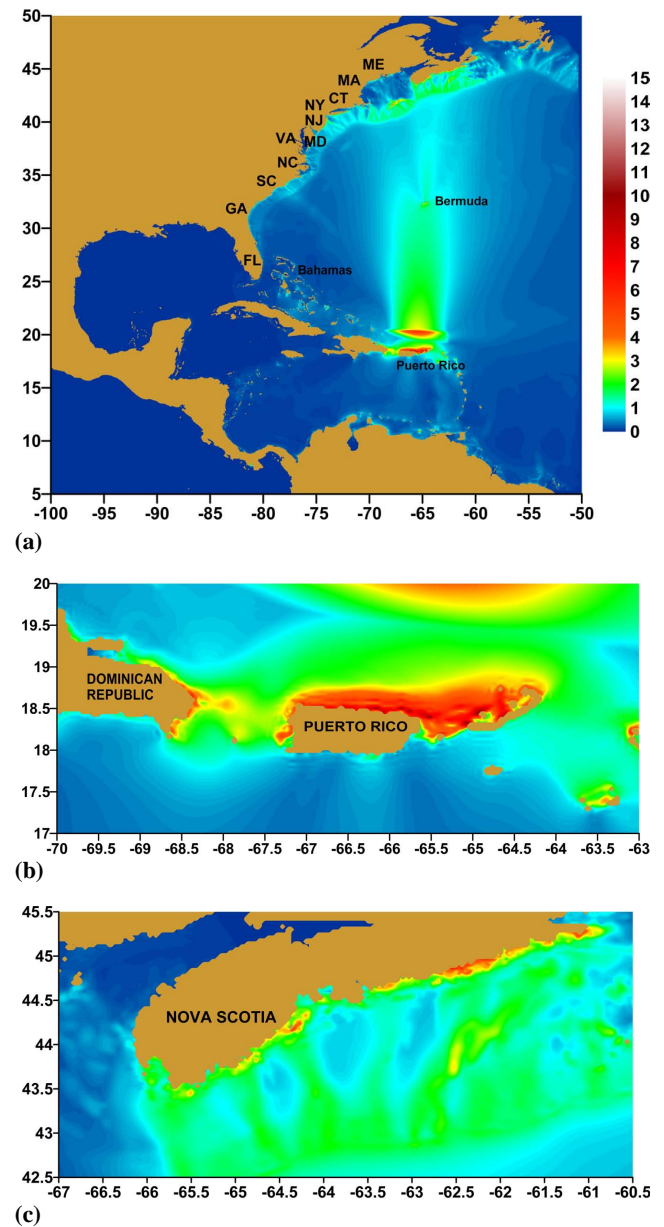 50
45
40
35
30
25
20
15
10
5
-100 -90 -85 -80 -75 -70 -65 -60 -55 -50
ME
MA
CT
NY
NJ
VA MD
NC
SC
GA
FL
Bermuda
Bahamas
Puerto Rico
15
14
13
12
11
10
9
8
7
6
5
4
3
2
1
0
(a)
20
19.5
19
18.5
18
17.5
17
DOMINICAN
REPUBLIC
PUERTO RICO
-70 -69.5 -69 -68.5 -68 -67.5 -67 -66.5 -66 -65.5 -65 -64.5 -64 -63.5 -63
(b)
45.5
45
44.5
44
43.5
43
42.5
NOVA SCOTIA
-67 -66.5 -66 -65.5 -65 -64.5 -64 -63.5 -63 -62.5 -62 -61.5 -61 -60.5
(c)